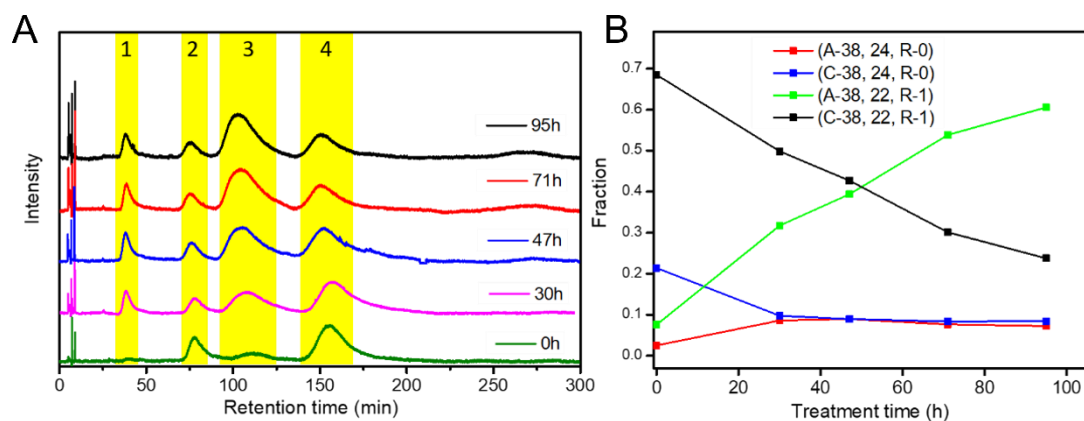 A
1 2 3 4
95h
71h
47h
30h
0h
Intensity
0 50 100 150 200 250 300
Retention time (min)
B
(A-38, 24, R-0)
(C-38, 24, R-0)
(A-38, 22, R-1)
(C-38, 22, R-1)
0.7
0.6
0.5
0.4
0.3
0.2
0.1
0.0
Fraction
0 20 40 60 80 100
Treatment time (h)